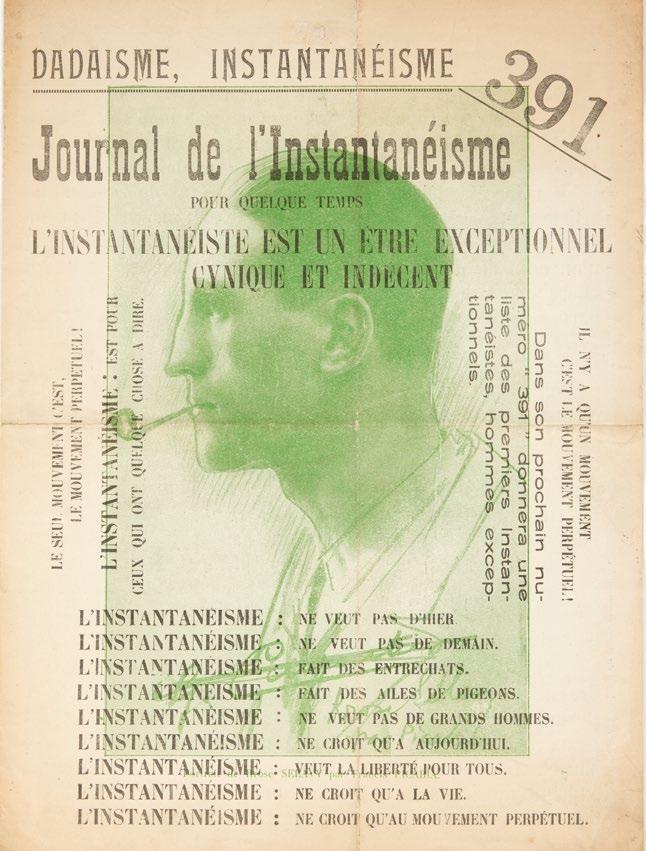 DADAISME, INSTANTANÉISME
391
Journal de l'Instantanéisme
POUR QUELQUE TEMPS
L'INSTANTANÉISTE EST UN ÊTRE EXCEPTIONNEL
CYNIQUE ET INDÉCENT
LE SEUL MOUVEMENT C'EST,
LE MOUVEMENT PERPÉTUEL!
L'INSTANTANÉISME : EST POUR
CEUX QUI ONT QUELQUE CHOSE A DIRE.
Dans son prochain nu-
méro " 391 " donnera une
liste des premiers Instan-
tanéistes, hommes excep-
tionnels.
IL N'Y A QU'UN MOUVEMENT
C'EST LE MOUVEMENT PERPÉTUEL!
L'INSTANTANÉISME : NE VEUT PAS D'HIER.
L'INSTANTANÉISME : NE VEUT PAS DE DEMAIN.
L'INSTANTANÉISME : FAIT DES ENTRECHATS.
L'INSTANTANÉISME : FAIT DES AILES DE PIGEONS.
L'INSTANTANÉISME : NE VEUT PAS DE GRANDS HOMMES.
L'INSTANTANÉISME : NE CROIT QU'A AUJOURD'HUI.
L'INSTANTANÉISME : VEUT LA LIBERTÉ POUR TOUS.
L'INSTANTANÉISME : NE CROIT QU'A LA VIE.
L'INSTANTANÉISME : NE CROIT QU'AU MOUVEMENT PERPÉTUEL.